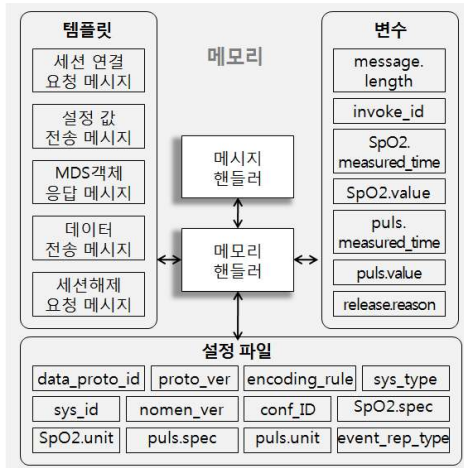 템플릿
세션 연결
요청 메시지
설정 값
전송 메시지
MDS객체
응답 메시지
데이터
전송 메시지
세션해제
요청 메시지
메모리
메시지
핸들러
메모리
핸들러
변수
message.
length
invoke_id
SpO2.
measured_time
SpO2.value
puls.
measured_time
puls.value
release.reason
설정 파일
data_proto_id proto_ver encoding_rule sys_type
sys_id nomen_ver conf_ID SpO2.spec
SpO2.unit puls.spec puls.unit event_rep_type